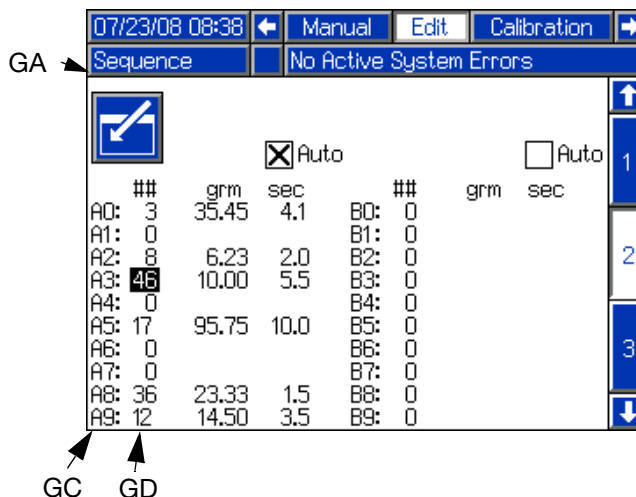 07/23/08 08:38 Manual Edit Calibration
GA
Sequence No Active System Errors
Auto Auto 1
## grm sec ## grm sec
A0: 3 35.45 4.1 B0: 0
A1: 0 B1: 0
A2: 8 6.23 2.0 B2: 0 2
A3: 46 10.00 5.5 B3: 0
A4: 0 B4: 0
A5: 17 95.75 10.0 B5: 0
A6: 0 B6: 0 3
A7: 0 B7: 0
A8: 36 23.33 1.5 B8: 0
A9: 12 14.50 3.5 B9: 0
GC GD